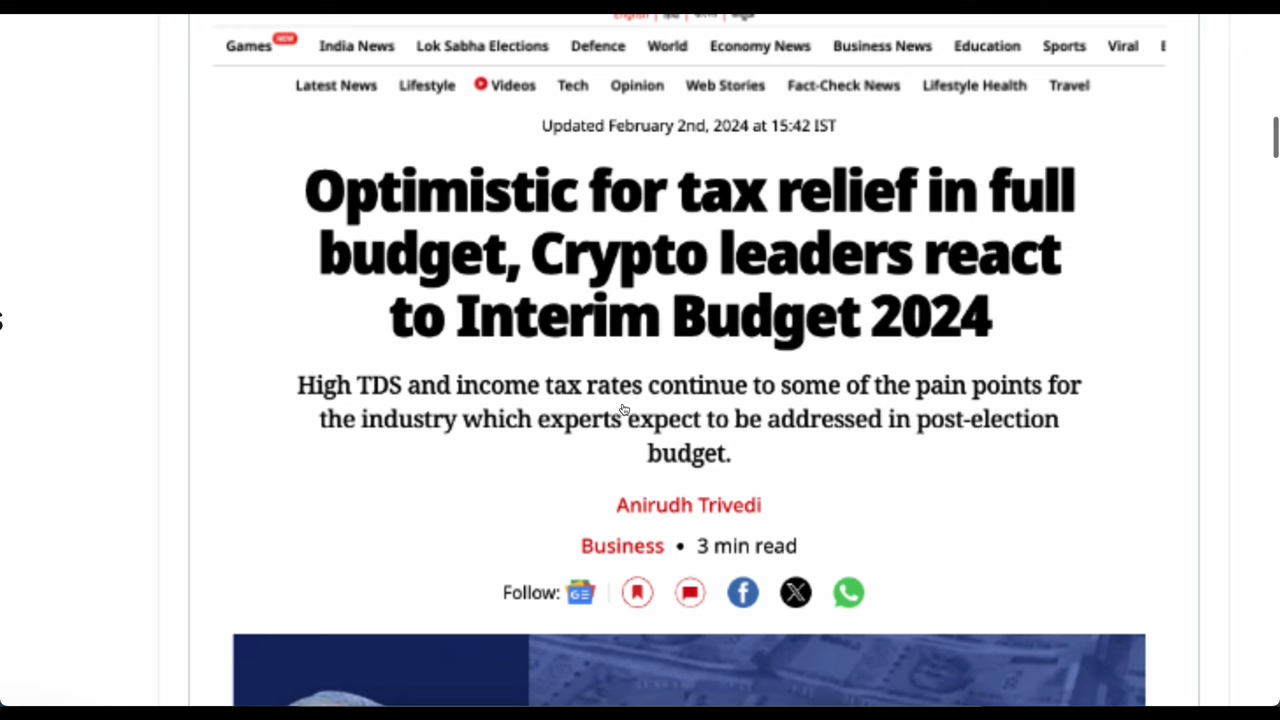 English
Games NEW India News Lok Sabha Elections Defence World Economy News Business News Education Sports Viral
Latest News Lifestyle Videos Tech Opinion Web Stories Fact-Check News Lifestyle Health Travel
Updated February 2nd, 2024 at 15:42 IST
Optimistic for tax relief in full
budget, Crypto leaders react
to Interim Budget 2024
High TDS and income tax rates continue to some of the pain points for
the industry which experts expect to be addressed in post-election
budget.
Anirudh Trivedi
Business • 3 min read
Follow: GE